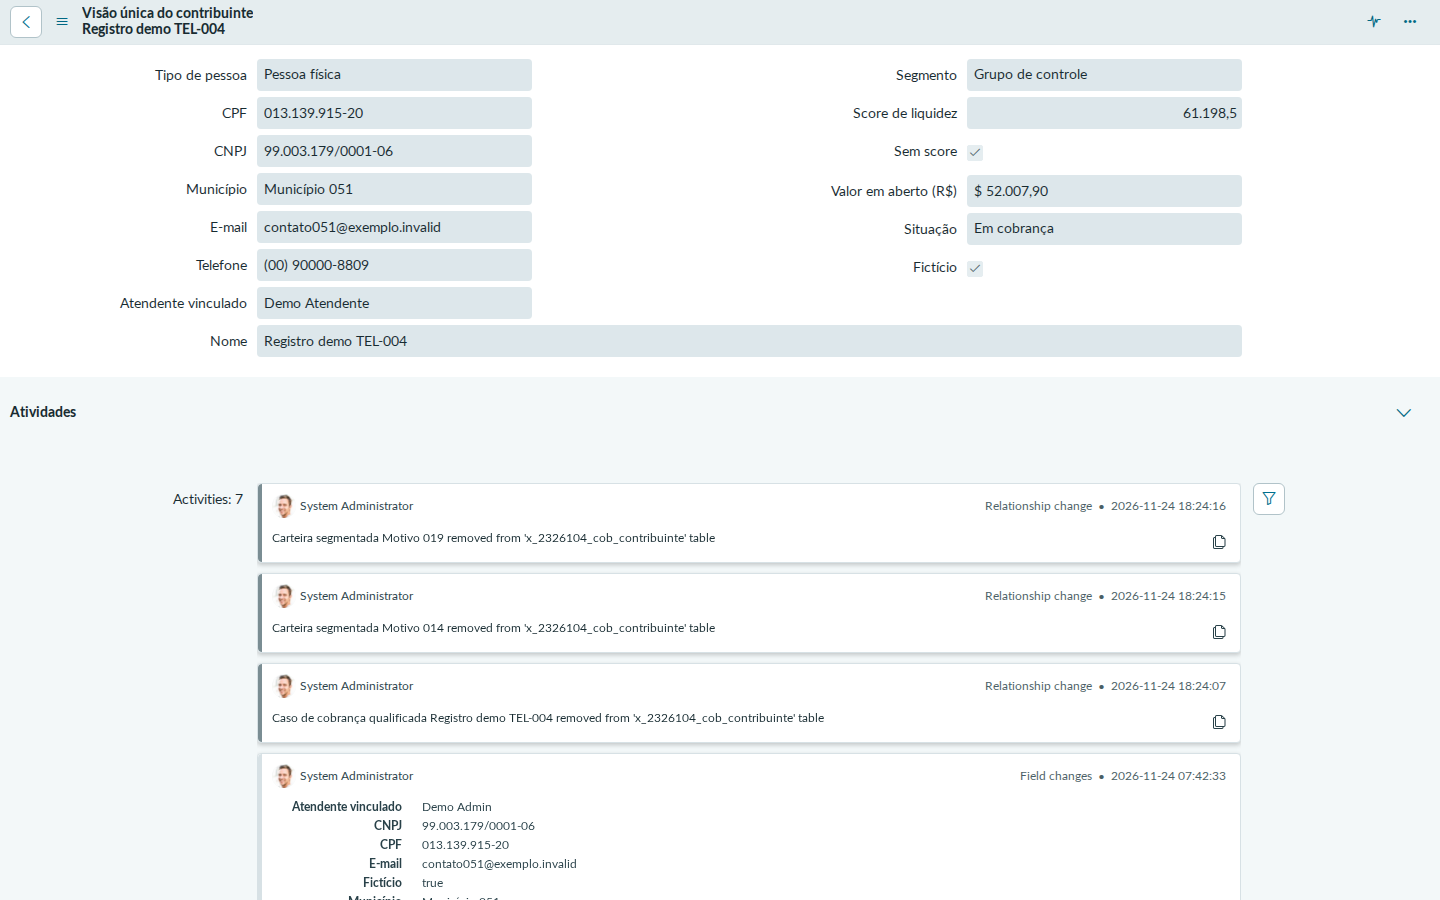 Visão única do contribuinte
Registro demo TEL-004
Tipo de pessoa Pessoa física
CPF 013.139.915-20
CNPJ 99.003.179/0001-06
Município Município 051
E-mail contato051@exemplo.invalid
Telefone (00) 90000-8809
Atendente vinculado Demo Atendente
Segmento Grupo de controle
Score de liquidez 61.198,5
Sem score
Valor em aberto (R$) $ 52.007,90
Situação Em cobrança
Fictício
Nome Registro demo TEL-004
Atividades
Activities: 7
System Administrator Relationship change • 2026-11-24 18:24:16
Carteira segmentada Motivo 019 removed from 'x_2326104_cob_contribuinte' table
System Administrator Relationship change • 2026-11-24 18:24:15
Carteira segmentada Motivo 014 removed from 'x_2326104_cob_contribuinte' table
System Administrator Relationship change • 2026-11-24 18:24:07
Caso de cobrança qualificada Registro demo TEL-004 removed from 'x_2326104_cob_contribuinte' table
System Administrator Field changes • 2026-11-24 07:42:33
Atendente vinculado Demo Admin
CNPJ 99.003.179/0001-06
CPF 013.139.915-20
E-mail contato051@exemplo.invalid
Fictício true